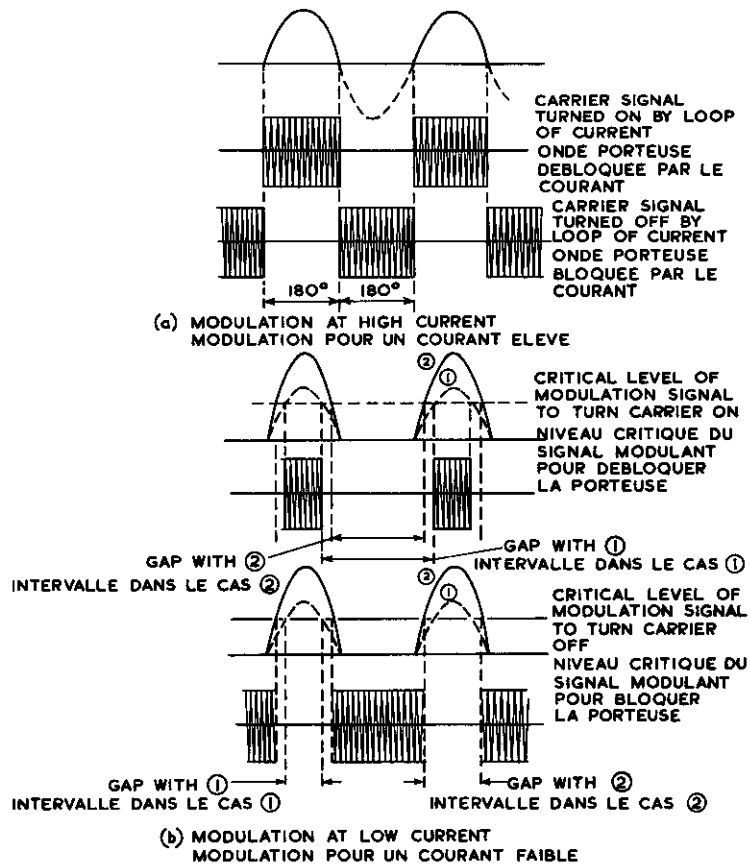 CARRIER SIGNAL
TURNED ON BY LOOP
OF CURRENT
ONDE PORTEUSE
DEBLOQUEE PAR LE
COURANT
CARRIER SIGNAL
TURNED OFF BY
LOOP OF CURRENT
ONDE PORTEUSE
BLOQUEE PAR LE
COURANT
180° 180°
(a) MODULATION AT HIGH CURRENT
MODULATION POUR UN COURANT ELEVE
② ①
② ①
CRITICAL LEVEL OF
MODULATION SIGNAL
TO TURN CARRIER ON
NIVEAU CRITIQUE DU
SIGNAL MODULANT
POUR DEBLOQUER
LA PORTEUSE
GAP WITH ②
INTERVALLE DANS LE CAS ②
GAP WITH ①
INTERVALLE DANS LE CAS ①
CRITICAL LEVEL OF
MODULATION SIGNAL
TO TURN CARRIER
OFF
NIVEAU CRITIQUE DU
SIGNAL MODULANT
POUR BLOQUER
LA PORTEUSE
GAP WITH ①
INTERVALLE DANS LE CAS ①
GAP WITH ②
INTERVALLE DANS LE CAS ②
(b) MODULATION AT LOW CURRENT
MODULATION POUR UN COURANT FAIBLE